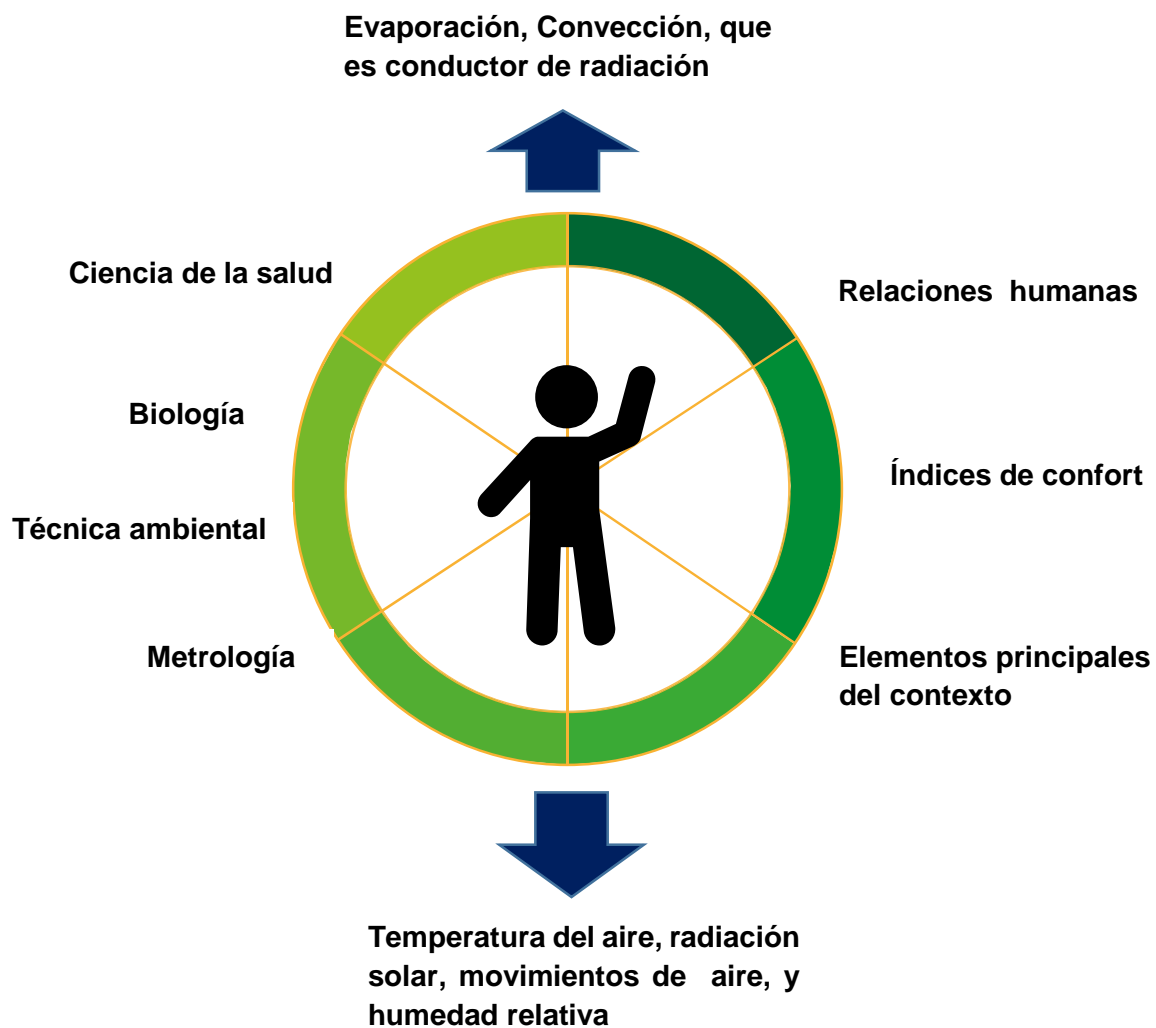 Evaporación, Convección, que
es conductor de radiación
Ciencia de la salud
Relaciones humanas
Biología
Índices de confort
Técnica ambiental
Metrología
Elementos principales
del contexto
Temperatura del aire, radiación
solar, movimientos de aire, y
humedad relativa